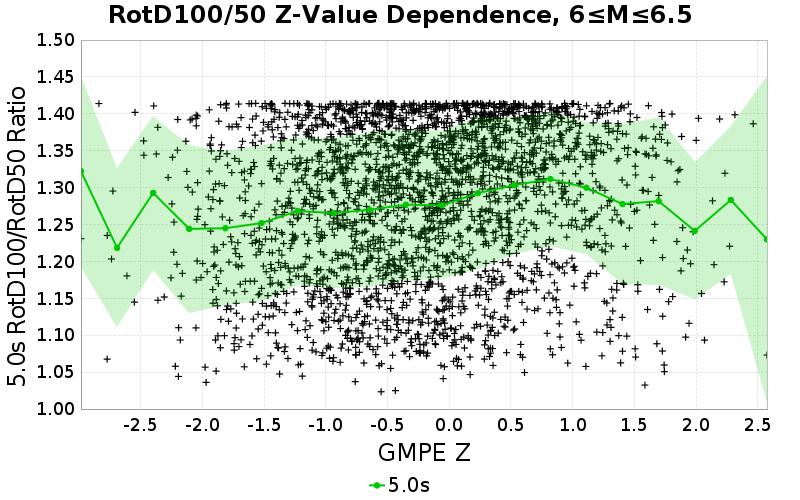 RotD100/50 Z-Value Dependence, 6≤M≤6.5
5.0s RotD100/RotD50 Ratio
1.50
1.45
1.40
1.35
1.30
1.25
1.20
1.15
1.10
1.05
1.00
-2.5 -2.0 -1.5 -1.0 -0.5 0.0 0.5 1.0 1.5 2.0 2.5
GMPE Z
5.0s